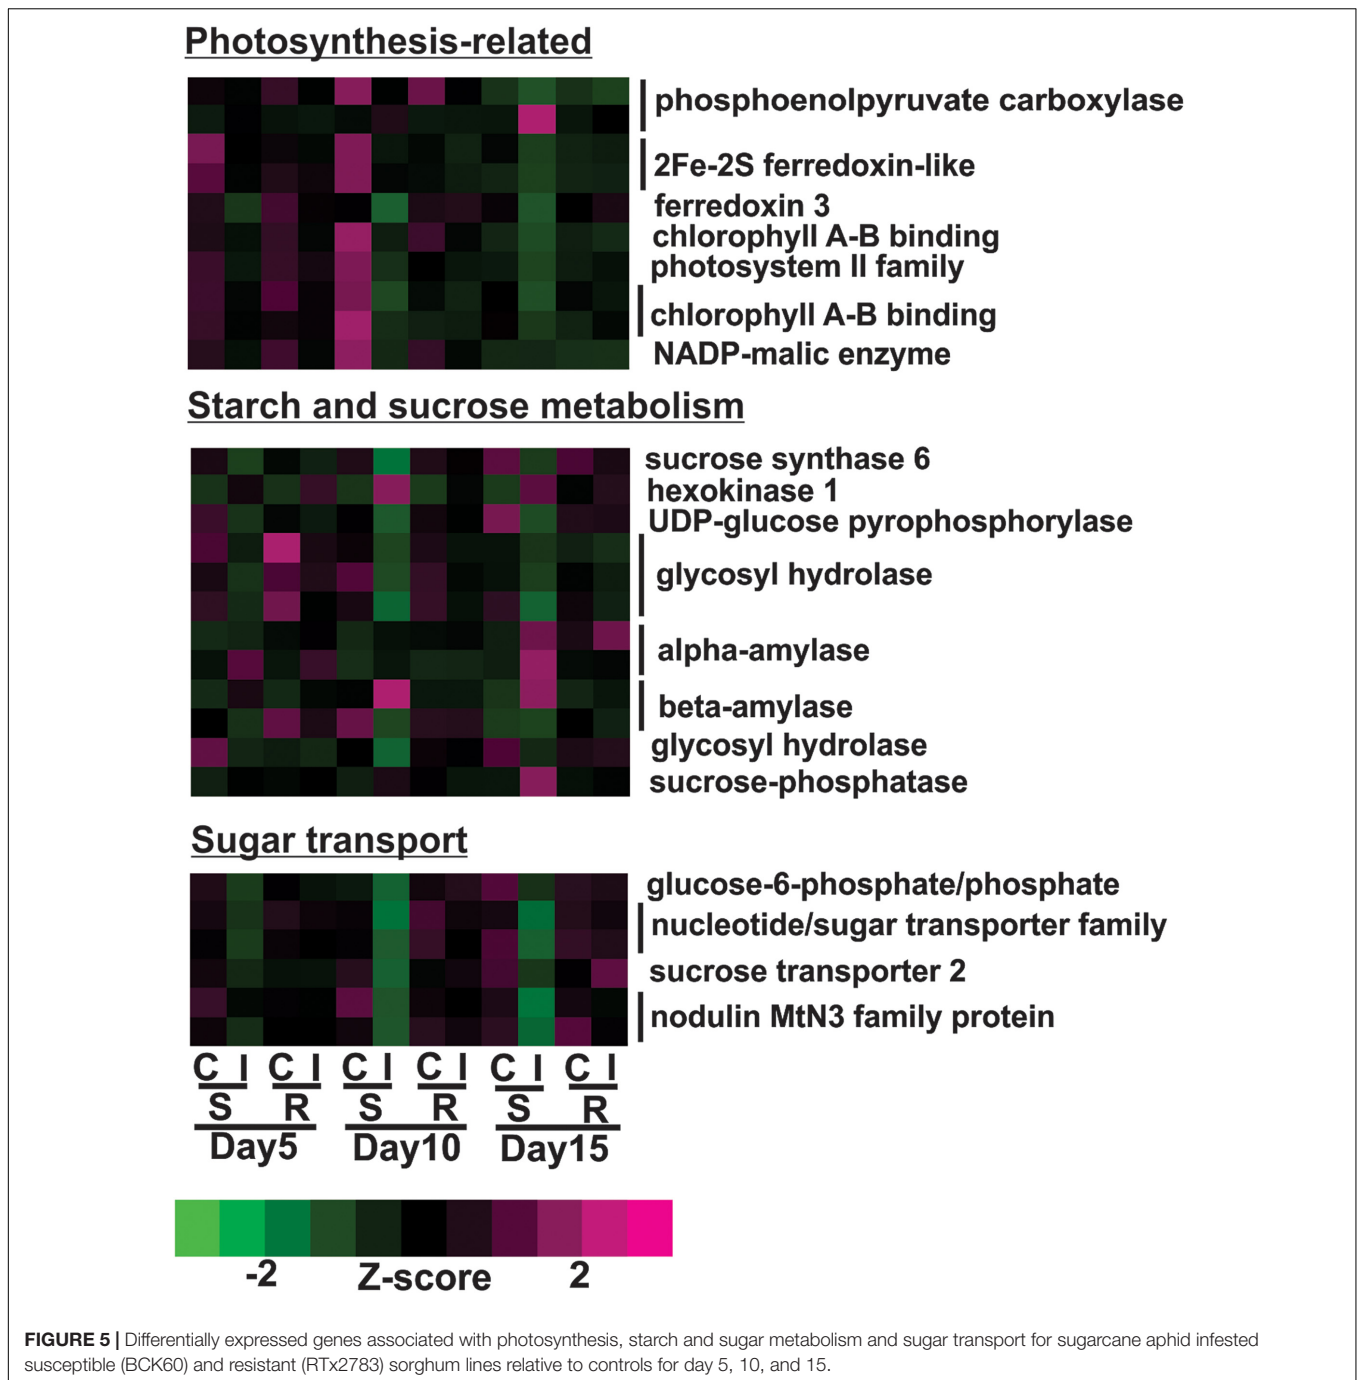 Photosynthesis-related
phosphoenolpyruvate carboxylase
2Fe-2S ferredoxin-like
ferredoxin 3
chlorophyll A-B binding
photosystem II family
chlorophyll A-B binding
NADP-malic enzyme
Starch and sucrose metabolism
sucrose synthase 6
hexokinase 1
UDP-glucose pyrophosphorylase
glycosyl hydrolase
alpha-amylase
beta-amylase
glycosyl hydrolase
sucrose-phosphatase
Sugar transport
glucose-6-phosphate/phosphate
nucleotide/sugar transporter family
sucrose transporter 2
nodulin MtN3 family protein
C I C I C I C I C I C I
S R S R S R
Day5 Day10 Day15
-2 Z-score 2
FIGURE 5 | Differentially expressed genes associated with photosynthesis, starch and sugar metabolism and sugar transport for sugarcane aphid infested
susceptible (BCK60) and resistant (RTx2783) sorghum lines relative to controls for day 5, 10, and 15.